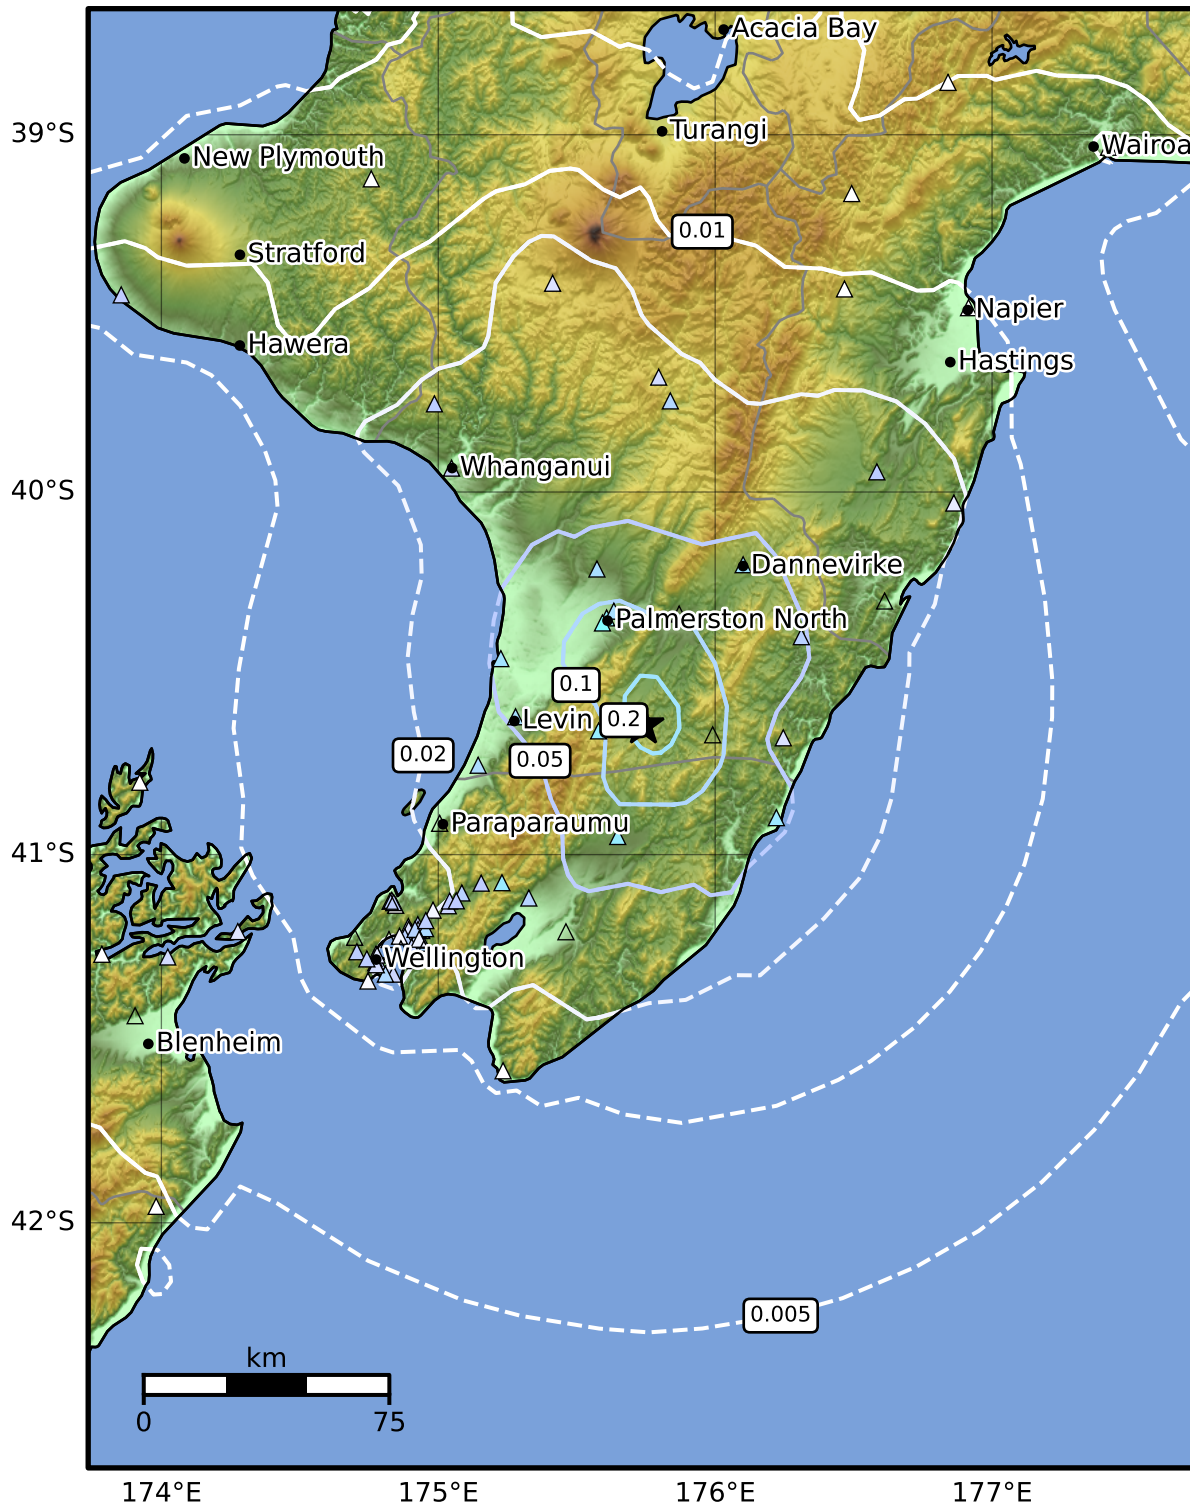 Acacia Bay
39°S
Turangi
Wairoa
New Plymouth
0.01
Stratford
Napier
Hawera
Hastings
Whanganui
40°S
Dannevirke
Palmerston North
0.1
Levin
0.2
0.02
0.05
Paraparaumu
41°S
Wellington
Blenheim
42°S
0.005
km
0
75
174°E
175°E
176°E
177°E